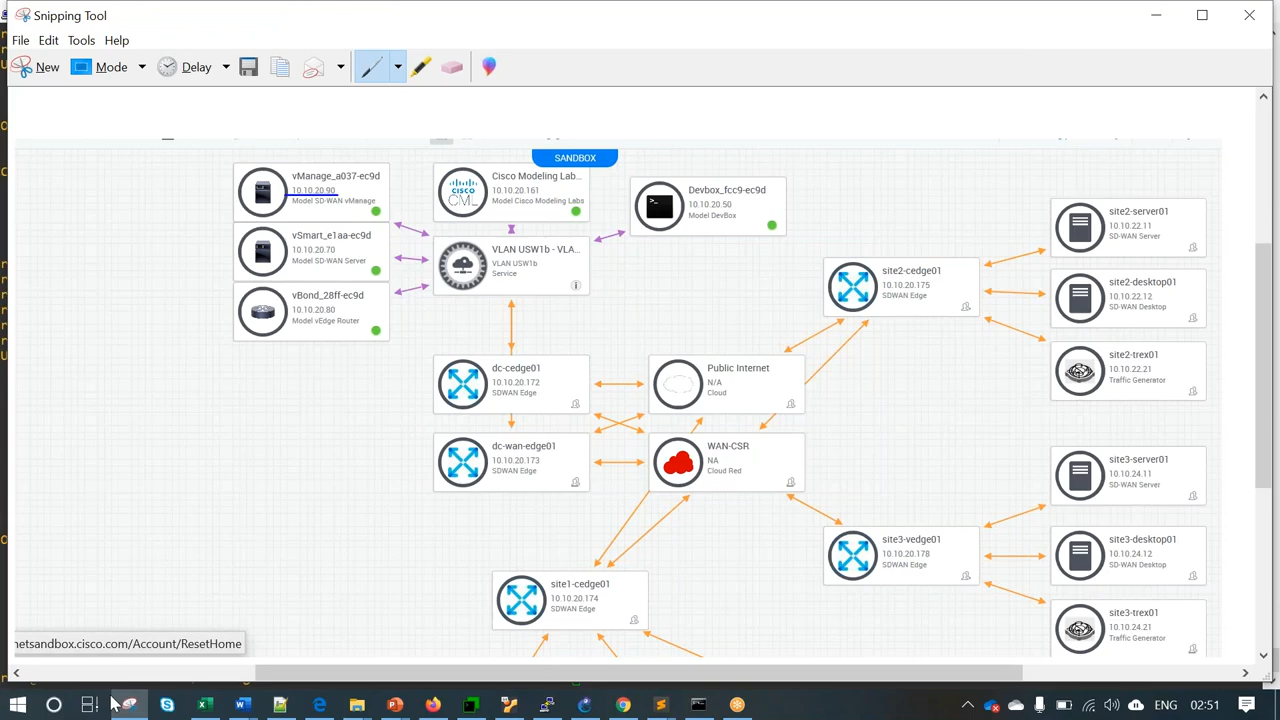 Snipping Tool
File Edit Tools Help
New Mode Delay
SANDBOX
vManage_a037-ec9d
10.10.20.90
Model SD-WAN vManage
Cisco Modeling Lab...
10.10.20.161
Model Cisco Modeling Labs
CISCO
CML
Devbox_fcc9-ec9d
10.10.20.50
Model DevBox
vSmart_e1aa-ec9d
10.10.20.70
Model SD-WAN Server
VLAN USW1b - VLA...
VLAN USW1b
Service
vBond_28ff-ec9d
10.10.20.80
Model vEdge Router
site2-server01
10.10.22.11
SD-WAN Server
site2-cedge01
10.10.20.175
SDWAN Edge
site2-desktop01
10.10.22.12
SD-WAN Desktop
site2-trex01
10.10.22.21
Traffic Generator
dc-cedge01
10.10.20.172
SDWAN Edge
Public Internet
N/A
Cloud
dc-wan-edge01
10.10.20.173
SDWAN Edge
WAN-CSR
NA
Cloud Red
site3-server01
10.10.24.11
SD-WAN Server
site3-vedge01
10.10.20.178
SDWAN Edge
site3-desktop01
10.10.24.12
SD-WAN Desktop
site3-trex01
10.10.24.21
Traffic Generator
site1-cedge01
10.10.20.174
SDWAN Edge
netsandbox.cisco.com/Account/ResetHome
ENG 02:51